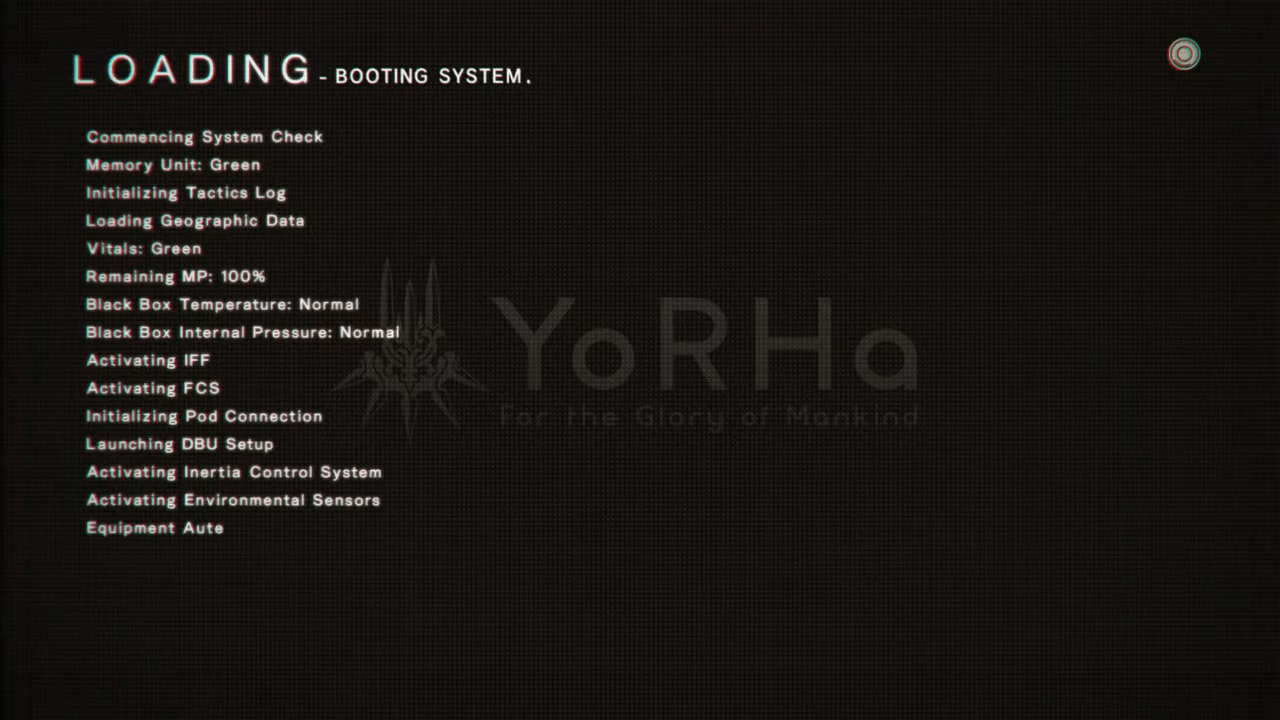 LOADING - BOOTING SYSTEM.
Commencing System Check
Memory Unit: Green
Initializing Tactics Log
Loading Geographic Data
Vitals: Green
Remaining MP: 100%
Black Box Temperature: Normal
Black Box Internal Pressure: Normal
Activating IFF
Activating FCS
Initializing Pod Connection
Launching DBU Setup
Activating Inertia Control System
Activating Environmental Sensors
Equipment Aute
YoRHa
For the Glory of Mankind